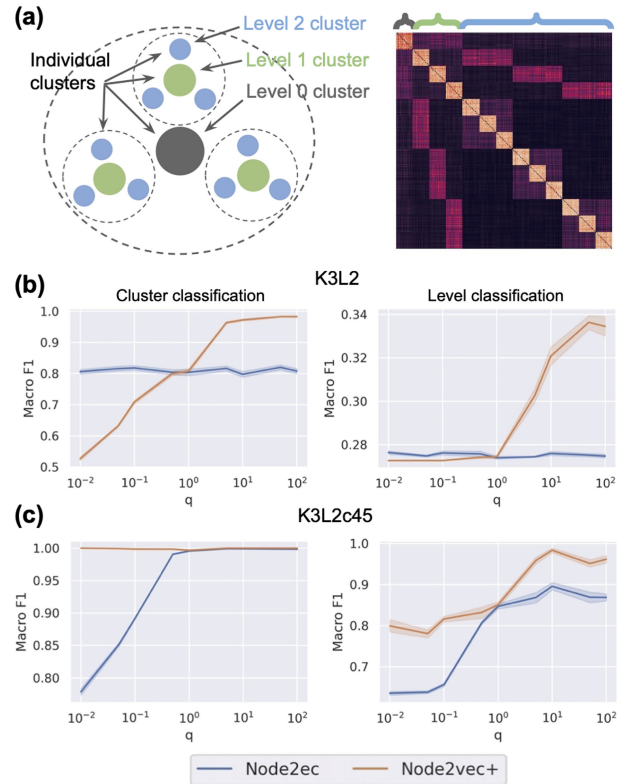 (a)
Level 2 cluster
Individual
clusters
Level 1 cluster
Level 0 cluster
(b)
K3L2
Cluster classification
Level classification
Macro F1
1.0
0.9
0.8
0.7
0.6
0.5
10⁻²
10⁻¹
10⁰
10¹
10²
q
Macro F1
0.34
0.32
0.30
0.28
10⁻²
10⁻¹
10⁰
10¹
10²
q
(c)
K3L2c45
Macro F1
1.00
0.95
0.90
0.85
0.80
10⁻²
10⁻¹
10⁰
10¹
10²
q
Macro F1
1.0
0.9
0.8
0.7
10⁻²
10⁻¹
10⁰
10¹
10²
q
Node2ec
Node2vec+